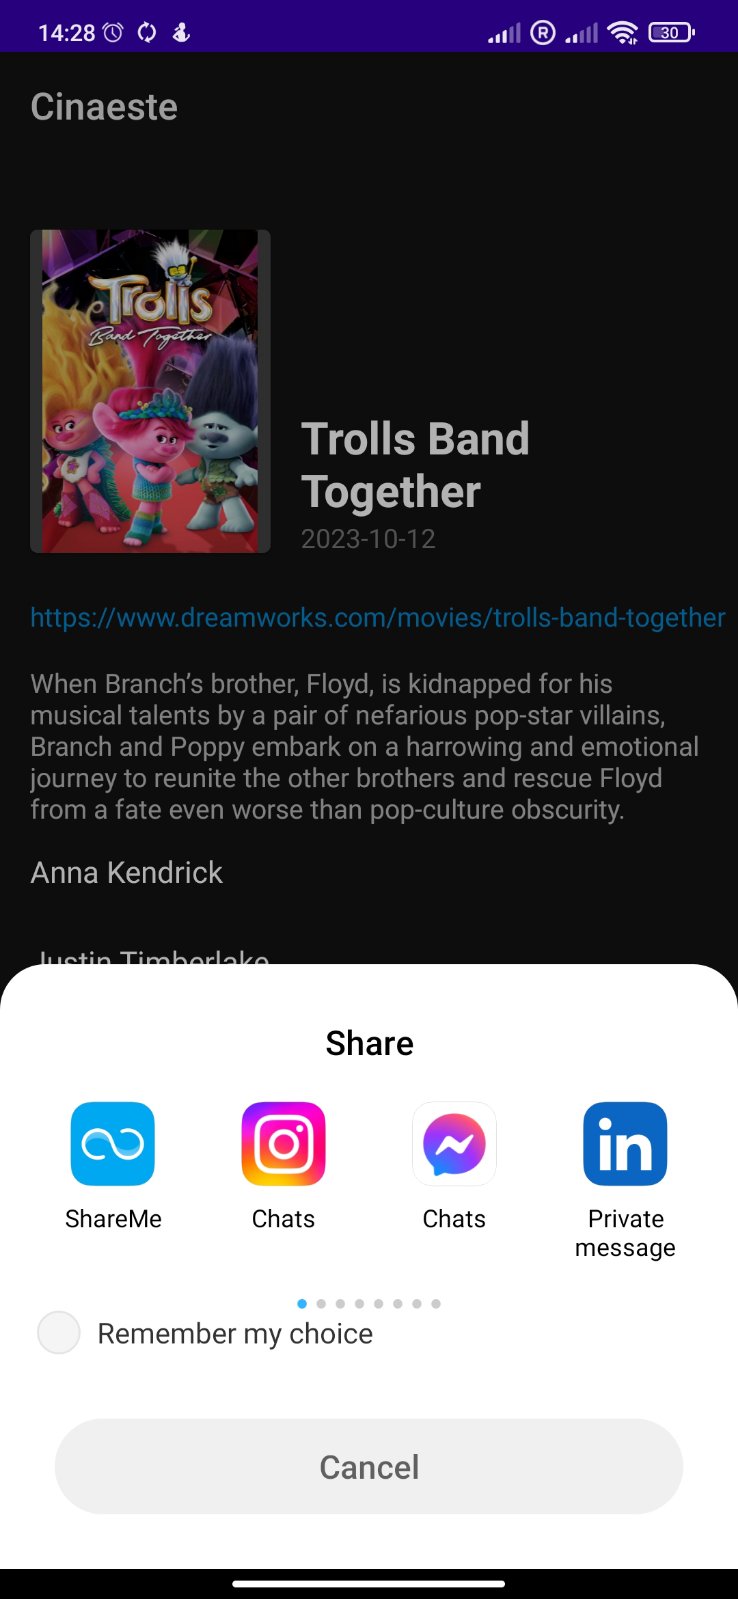 14:28
R
30
Cinaeste
Trolls
Band Together
Trolls Band
Together
2023-10-12
https://www.dreamworks.com/movies/trolls-band-together
When Branch’s brother, Floyd, is kidnapped for his
musical talents by a pair of nefarious pop-star villains,
Branch and Poppy embark on a harrowing and emotional
journey to reunite the other brothers and rescue Floyd
from a fate even worse than pop-culture obscurity.
Anna Kendrick
Justin Timberlake
Share
in
ShareMe
Chats
Chats
Private
message
Remember my choice
Cancel